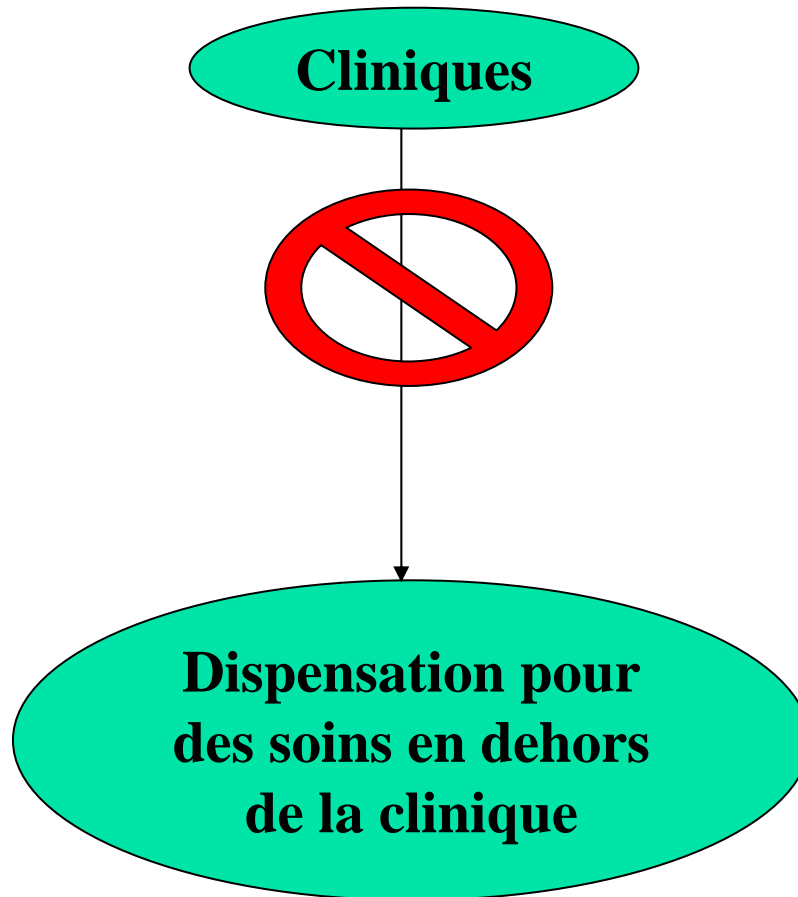 Cliniques
Dispensation pour
des soins en dehors
de la clinique